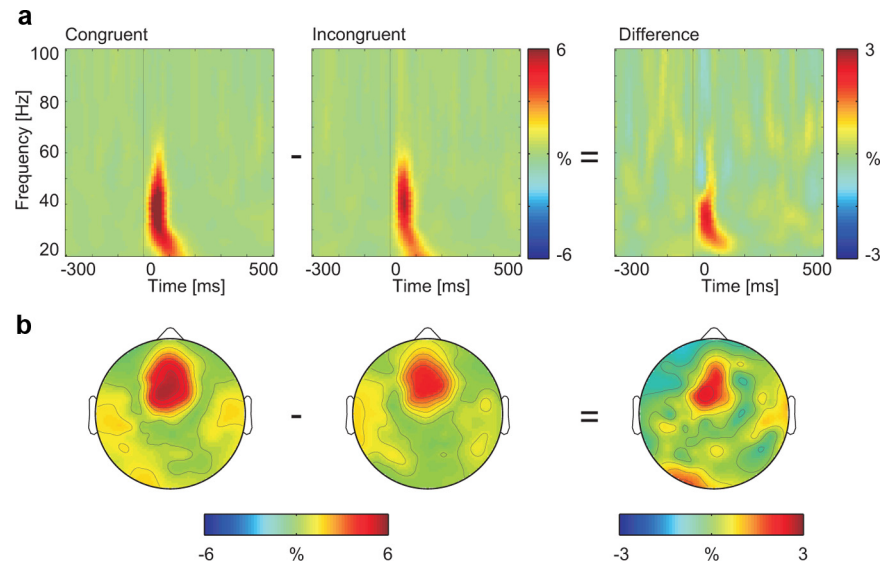 a
Congruent
Incongruent
Difference
100
80
60
40
20
Frequency [Hz]
-
=
6
%
-6
3
%
-3
-300 0 500
-300 0 500
-300 0 500
Time [ms]
Time [ms]
Time [ms]
b
-
=
-6 % 6
-3 % 3